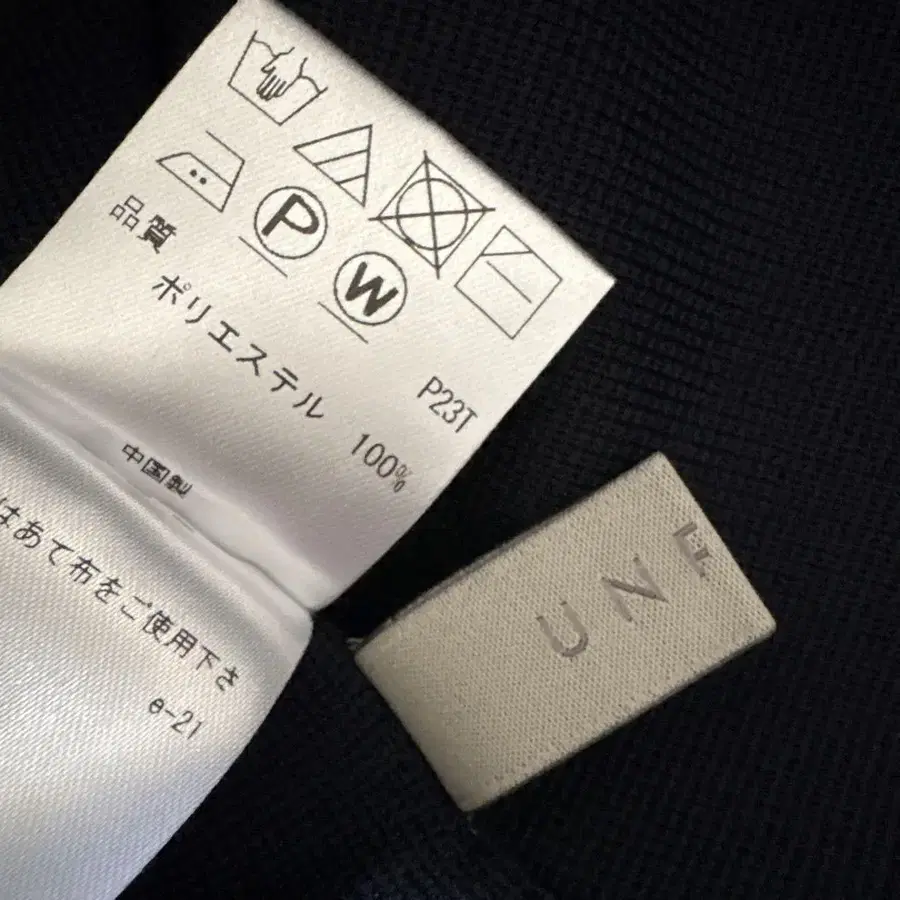 P
W
品質
ポリエステル 100%
P23T
中国製
はあて布をご使用下さ
e-21
UN